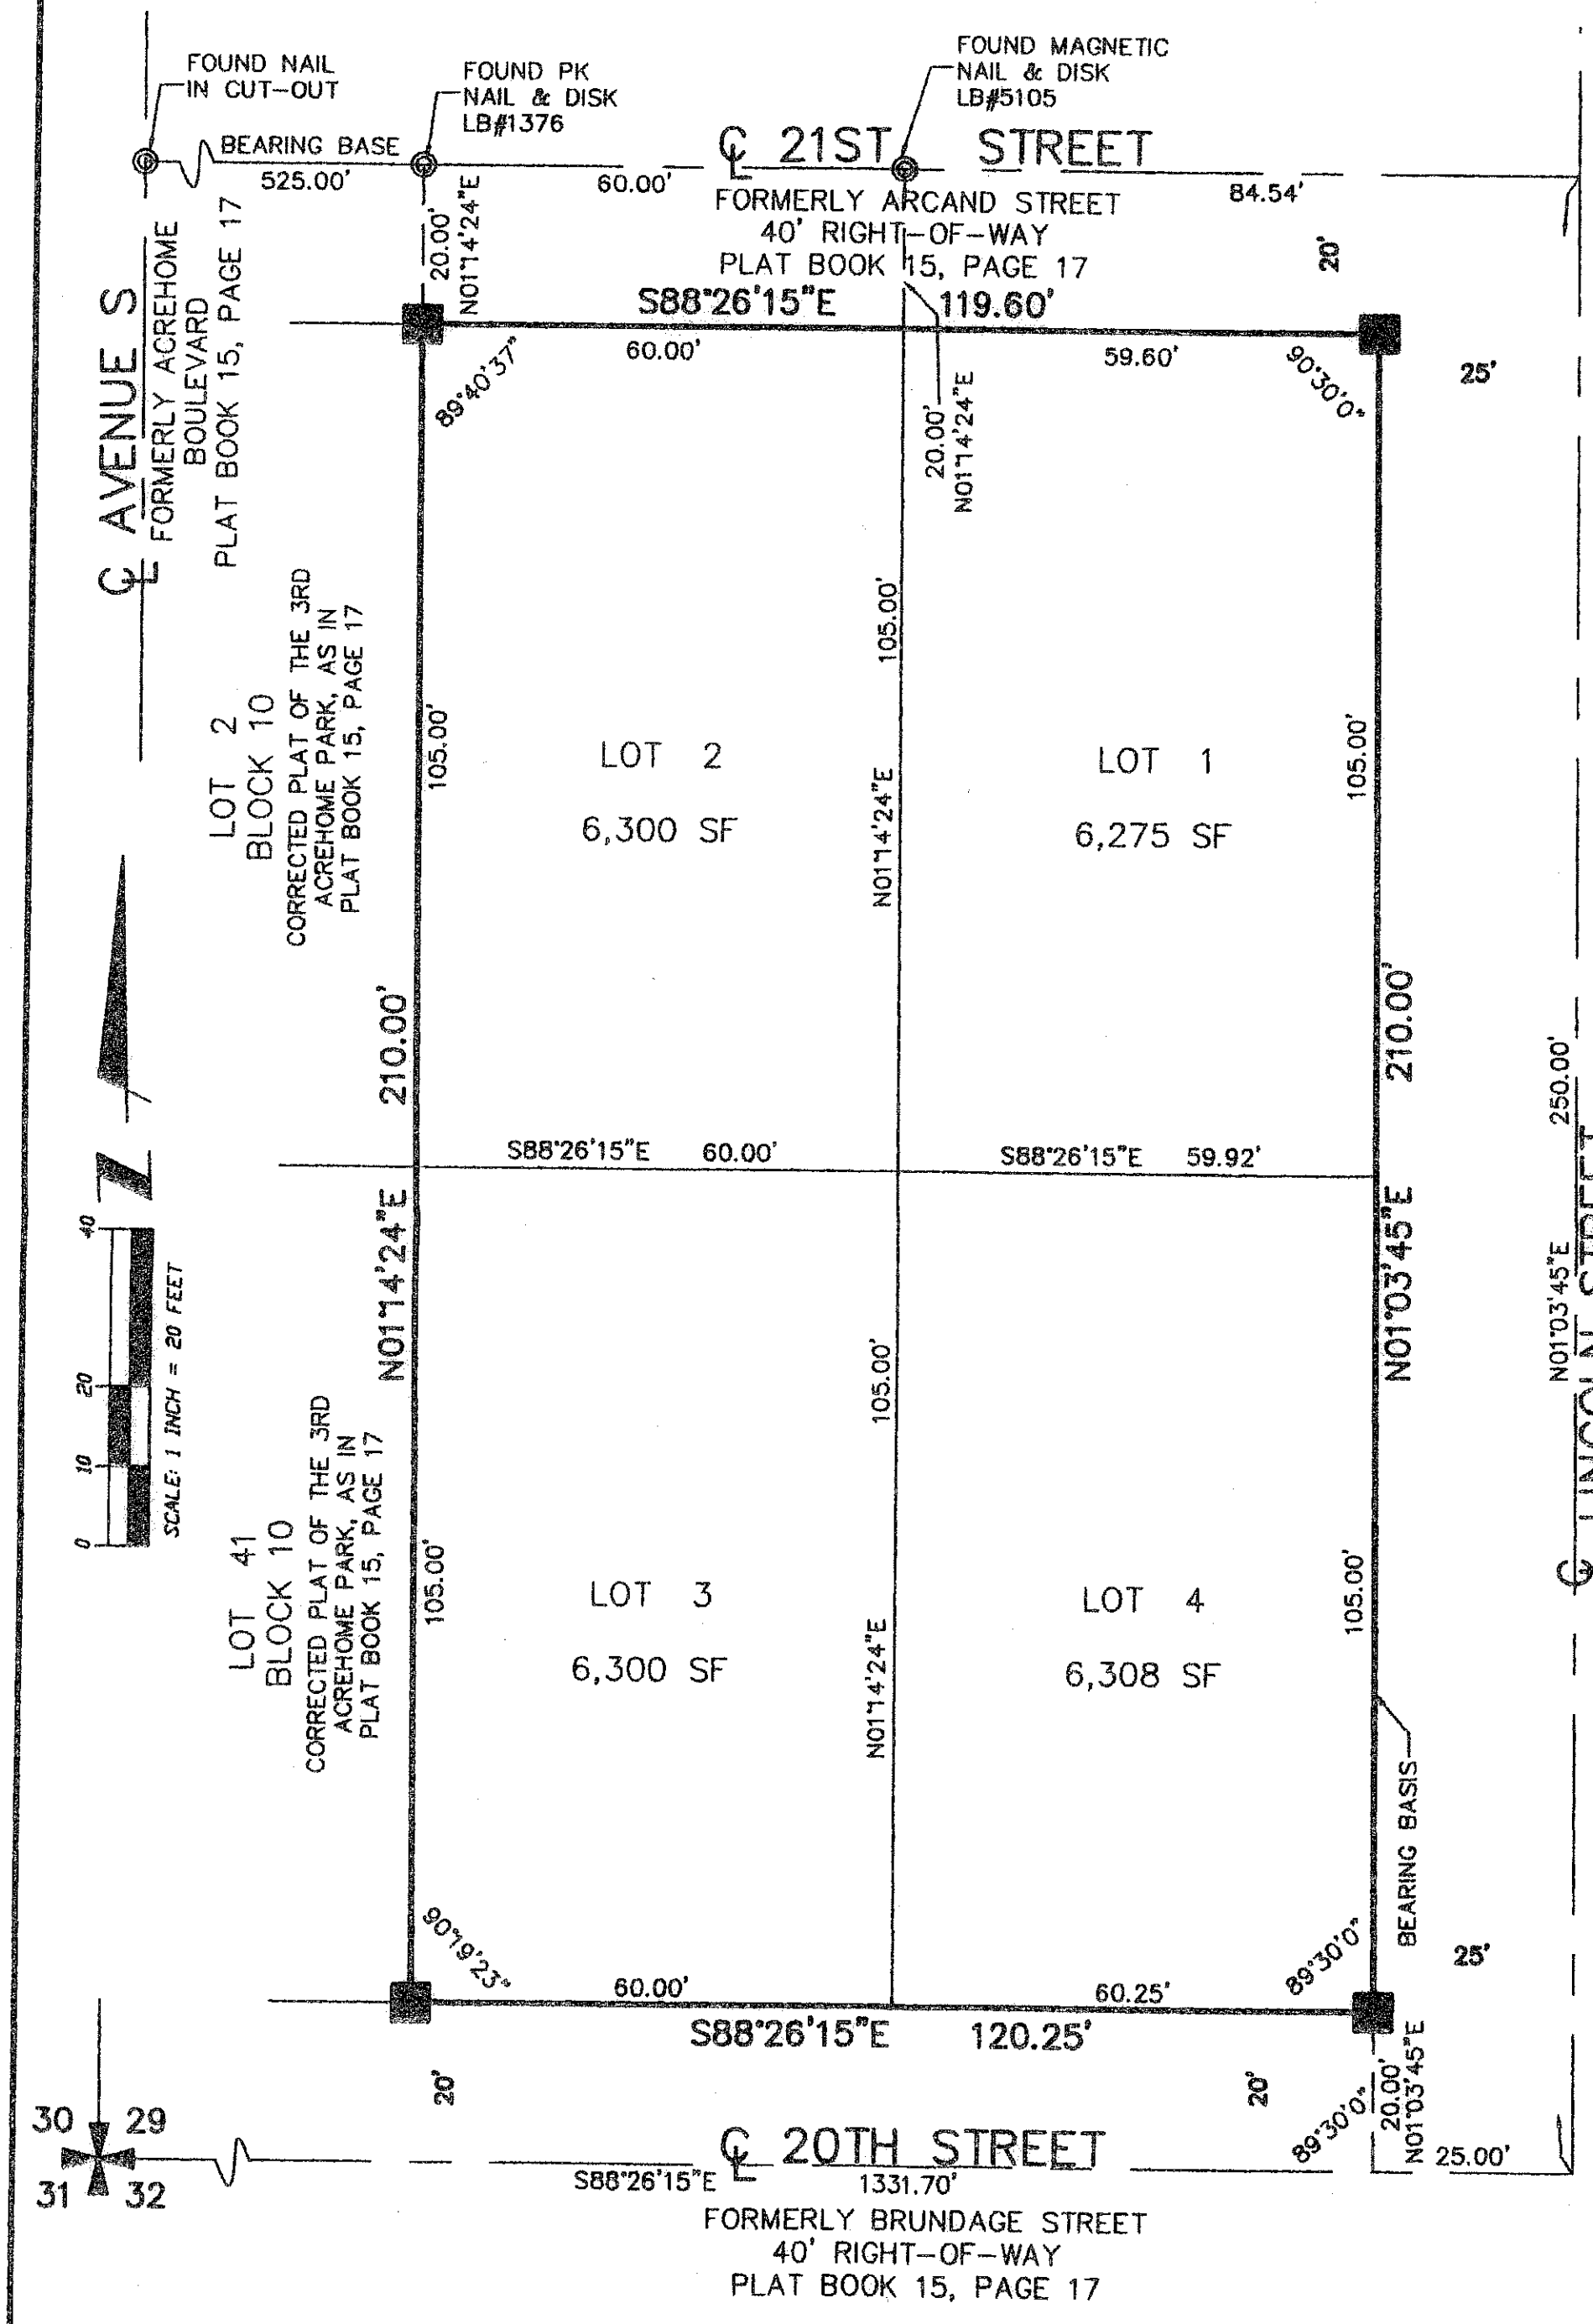 FOUND NAIL
IN CUT-OUT
FOUND PK
NAIL & DISK
LB#1376
FOUND MAGNETIC
NAIL & DISK
LB#5105
BEARING BASE
525.00'
60.00'
℄ 21ST STREET
84.54'
FORMERLY ARCAND STREET
40' RIGHT-OF-WAY
PLAT BOOK 15, PAGE 17
20.00'
N01°14'24"E
20'
S88°26'15"E 119.60'
60.00'
59.60'
89°40'37"
90°30'0"
25'
20.00'
N01°14'24"E
℄ AVENUE S
FORMERLY ACREHOME
BOULEVARD
PLAT BOOK 15, PAGE 17
LOT 2
BLOCK 10
CORRECTED PLAT OF THE 3RD
ACREHOME PARK, AS IN
PLAT BOOK 15, PAGE 17
105.00'
105.00'
N01°14'24"E
105.00'
LOT 2
6,300 SF
LOT 1
6,275 SF
210.00'
N01°14'24"E
210.00'
N01°03'45"E
250.00'
N01°03'45"E
℄ LINCOLN STREET
S88°26'15"E 60.00'
S88°26'15"E 59.92'
Z
40
20
10
0
SCALE: 1 INCH = 20 FEET
LOT 41
BLOCK 10
CORRECTED PLAT OF THE 3RD
ACREHOME PARK, AS IN
PLAT BOOK 15, PAGE 17
105.00'
105.00'
N01°14'24"E
105.00'
LOT 3
6,300 SF
LOT 4
6,308 SF
BEARING BASIS
90°19'23"
89°30'0"
25'
60.00'
60.25'
S88°26'15"E 120.25'
20'
20'
89°30'0"
20.00'
N01°03'45"E
30 29
31 32
℄ 20TH STREET
25.00'
S88°26'15"E 1331.70'
FORMERLY BRUNDAGE STREET
40' RIGHT-OF-WAY
PLAT BOOK 15, PAGE 17